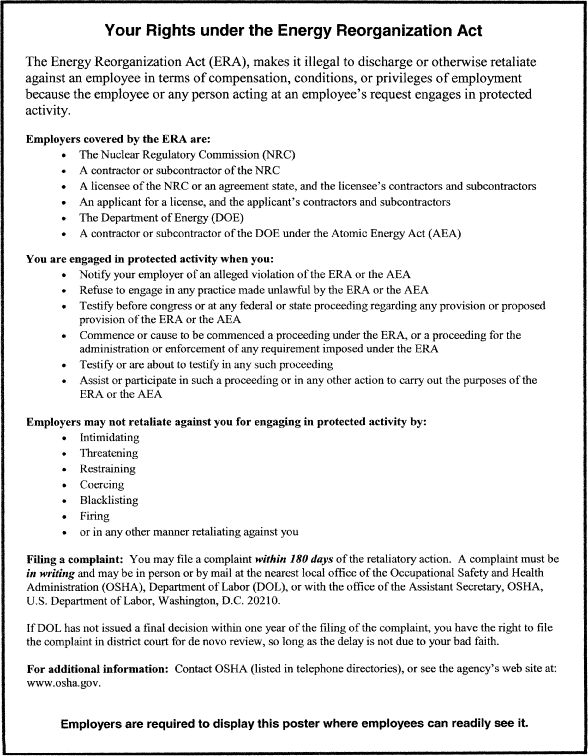 Your Rights under the Energy Reorganization Act
The Energy Reorganization Act (ERA), makes it illegal to discharge or otherwise retaliate
against an employee in terms of compensation, conditions, or privileges of employment
because the employee or any person acting at an employee's request engages in protected
activity.
Employers covered by the ERA are:
• The Nuclear Regulatory Commission (NRC)
• A contractor or subcontractor of the NRC
• A licensee of the NRC or an agreement state, and the licensee's contractors and subcontractors
• An applicant for a license, and the applicant's contractors and subcontractors
• The Department of Energy (DOE)
• A contractor or subcontractor of the DOE under the Atomic Energy Act (AEA)
You are engaged in protected activity when you:
• Notify your employer of an alleged violation of the ERA or the AEA
• Refuse to engage in any practice made unlawful by the ERA or the AEA
• Testify before congress or at any federal or state proceeding regarding any provision or proposed
provision of the ERA or the AEA
• Commence or cause to be commenced a proceeding under the ERA, or a proceeding for the
administration or enforcement of any requirement imposed under the ERA
• Testify or are about to testify in any such proceeding
• Assist or participate in such a proceeding or in any other action to carry out the purposes of the
ERA or the AEA
Employers may not retaliate against you for engaging in protected activity by:
• Intimidating
• Threatening
• Restraining
• Coercing
• Blacklisting
• Firing
• or in any other manner retaliating against you
Filing a complaint: You may file a complaint within 180 days of the retaliatory action. A complaint must be
in writing and may be in person or by mail at the nearest local office of the Occupational Safety and Health
Administration (OSHA), Department of Labor (DOL), or with the office of the Assistant Secretary, OSHA,
U.S. Department of Labor, Washington, D.C. 20210.
If DOL has not issued a final decision within one year of the filing of the complaint, you have the right to file
the complaint in district court for de novo review, so long as the delay is not due to your bad faith.
For additional information: Contact OSHA (listed in telephone directories), or see the agency's web site at:
www.osha.gov.
Employers are required to display this poster where employees can readily see it.